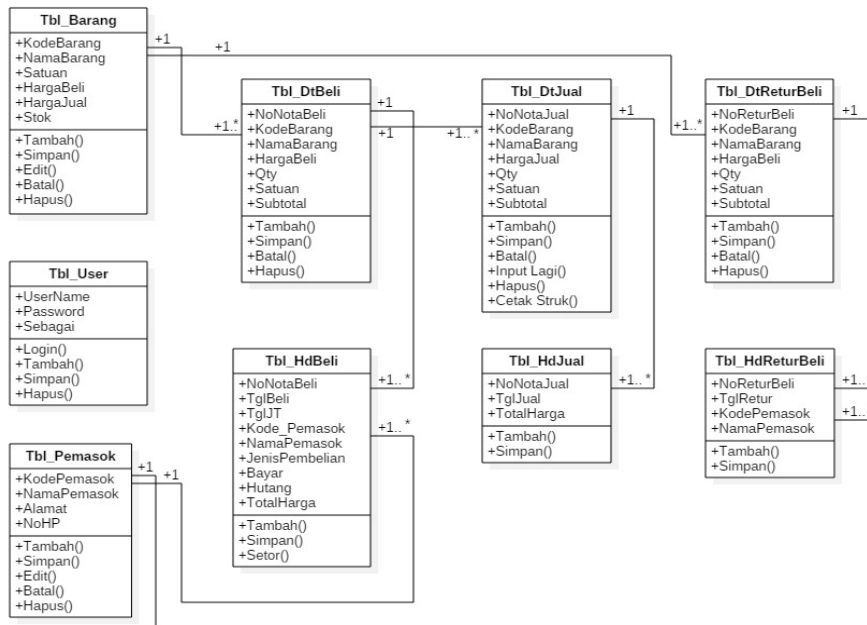 Tbl_Barang
+KodeBarang
+NamaBarang
+Satuan
+HargaBeli
+HargaJual
+Stok
+Tambah()
+Simpan()
+Edit()
+Batal()
+Hapus()
+1
+1
+1..*
Tbl_DtBeli
+NoNotaBeli
+KodeBarang
+NamaBarang
+HargaBeli
+Qty
+Satuan
+Subtotal
+Tambah()
+Simpan()
+Batal()
+Hapus()
+1
+1
+1.. *
Tbl_DtJual
+NoNotaJual
+KodeBarang
+NamaBarang
+HargaJual
+Qty
+Satuan
+Subtotal
+Tambah()
+Simpan()
+Batal()
+Input Lagi()
+Hapus()
+Cetak Struk()
+1
+1.. *
Tbl_DtReturBeli
+NoReturBeli
+KodeBarang
+NamaBarang
+HargaBeli
+Qty
+Satuan
+Subtotal
+Tambah()
+Simpan()
+Batal()
+Hapus()
+1
Tbl_User
+UserName
+Password
+Sebagai
+Login()
+Tambah()
+Simpan()
+Hapus()
Tbl_HdBeli
+NoNotaBeli
+TglBeli
+TglJT
+Kode_Pemasok
+NamaPemasok
+JenisPembelian
+Bayar
+Hutang
+TotalHarga
+Tambah()
+Simpan()
+Setor()
+1.. *
+1.. *
Tbl_HdJual
+NoNotaJual
+TglJual
+TotalHarga
+Tambah()
+Simpan()
+1.. *
Tbl_HdReturBeli
+NoReturBeli
+TglRetur
+KodePemasok
+NamaPemasok
+Tambah()
+Simpan()
+1..
+1..
Tbl_Pemasok
+KodePemasok
+NamaPemasok
+Alamat
+NoHP
+Tambah()
+Simpan()
+Edit()
+Batal()
+Hapus()
+1
+1